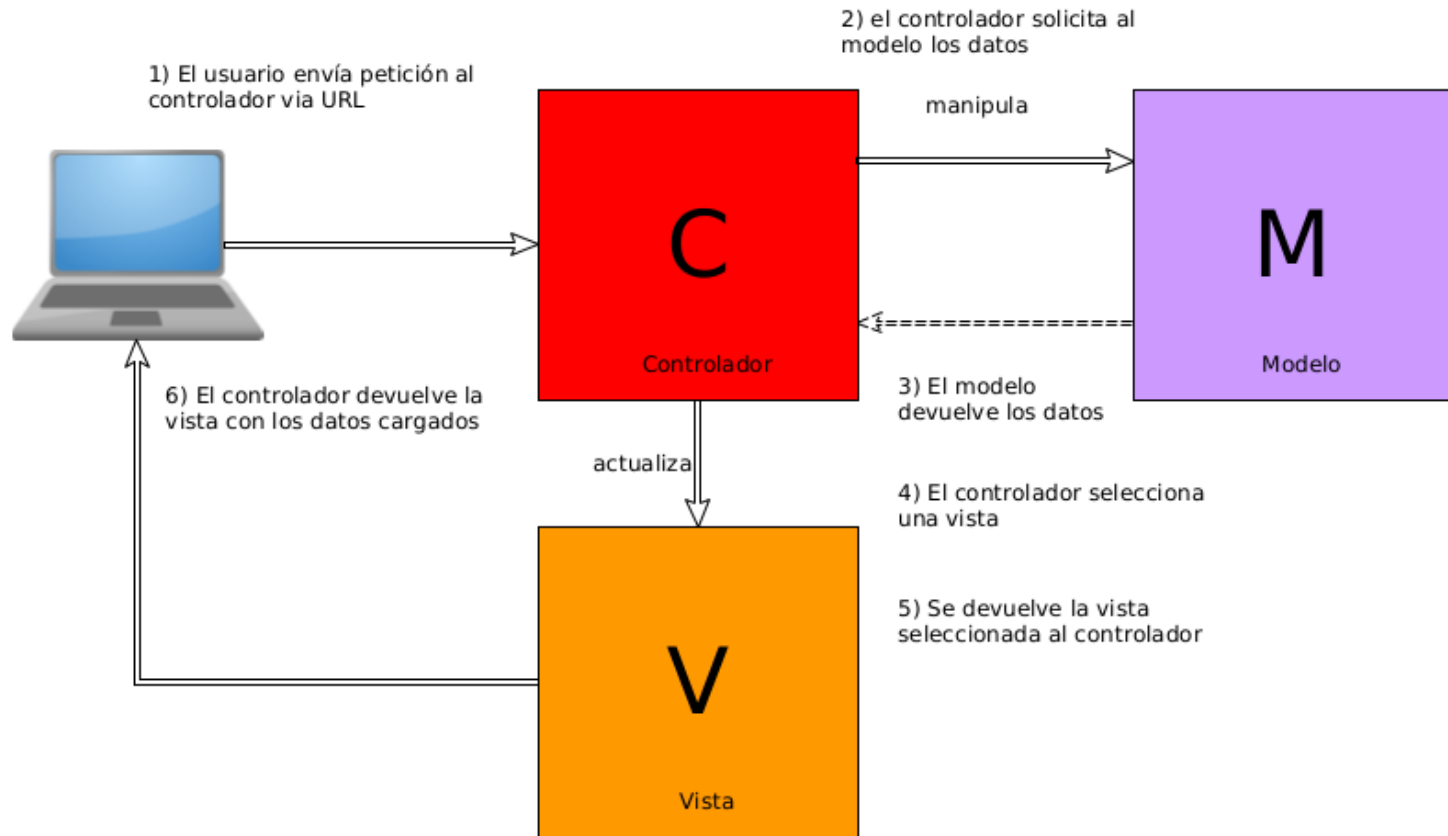 2) el controlador solicita al
modelo los datos
1) El usuario envía petición al
controlador via URL
manipula
C
Controlador
M
Modelo
3) El modelo
devuelve los datos
6) El controlador devuelve la
vista con los datos cargados
actualiza
4) El controlador selecciona
una vista
5) Se devuelve la vista
seleccionada al controlador
V
Vista